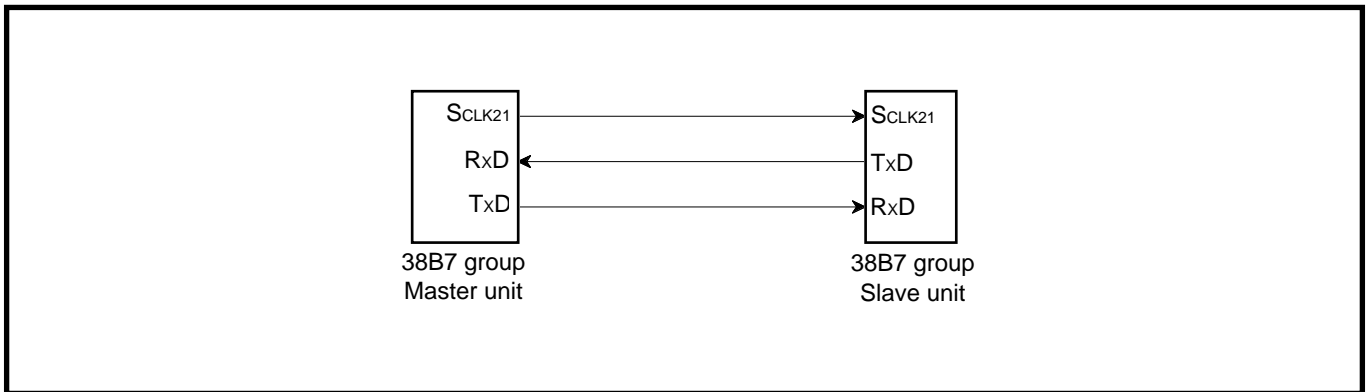 SCLK21
RxD
TxD
38B7 group
Master unit
SCLK21
TxD
RxD
38B7 group
Slave unit